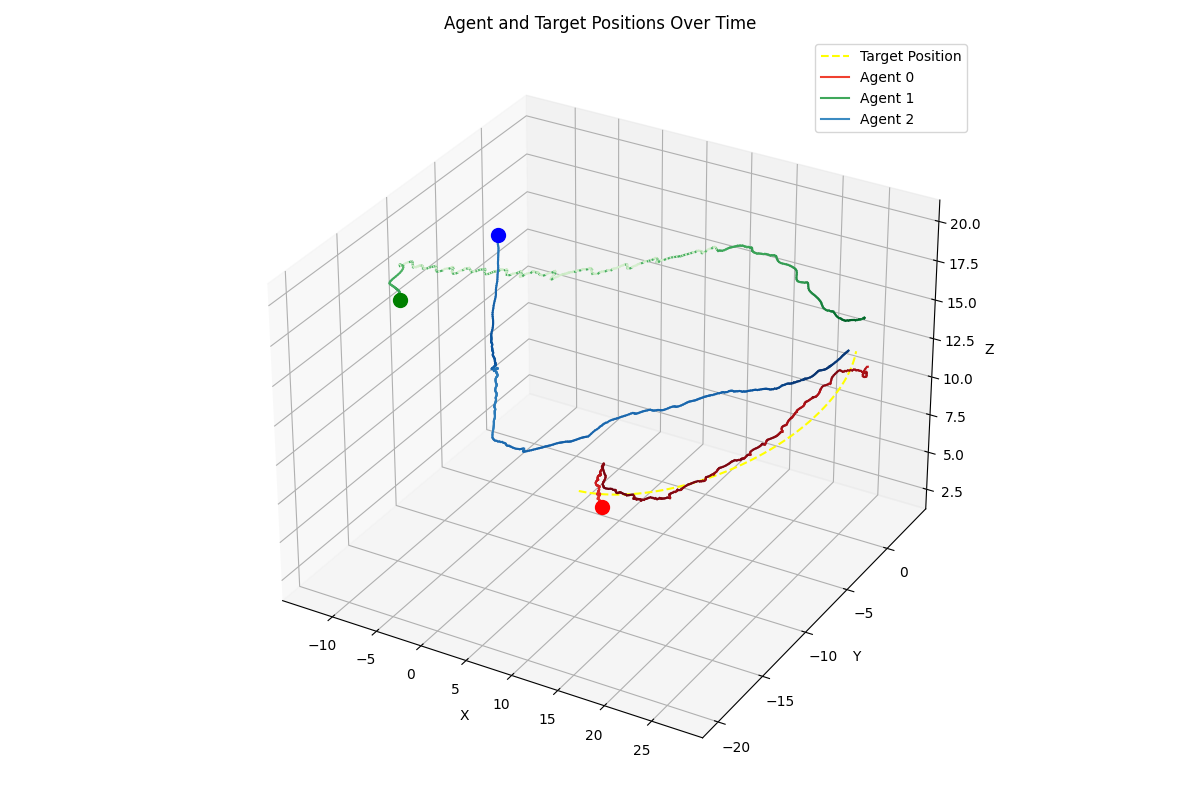 Agent and Target Positions Over Time
Target Position
Agent 0
Agent 1
Agent 2
20.0
17.5
15.0
12.5
Z
10.0
7.5
5.0
2.5
0
−5
−10
Y
−15
−20
−10
−5
0
5
10
15
20
25
X